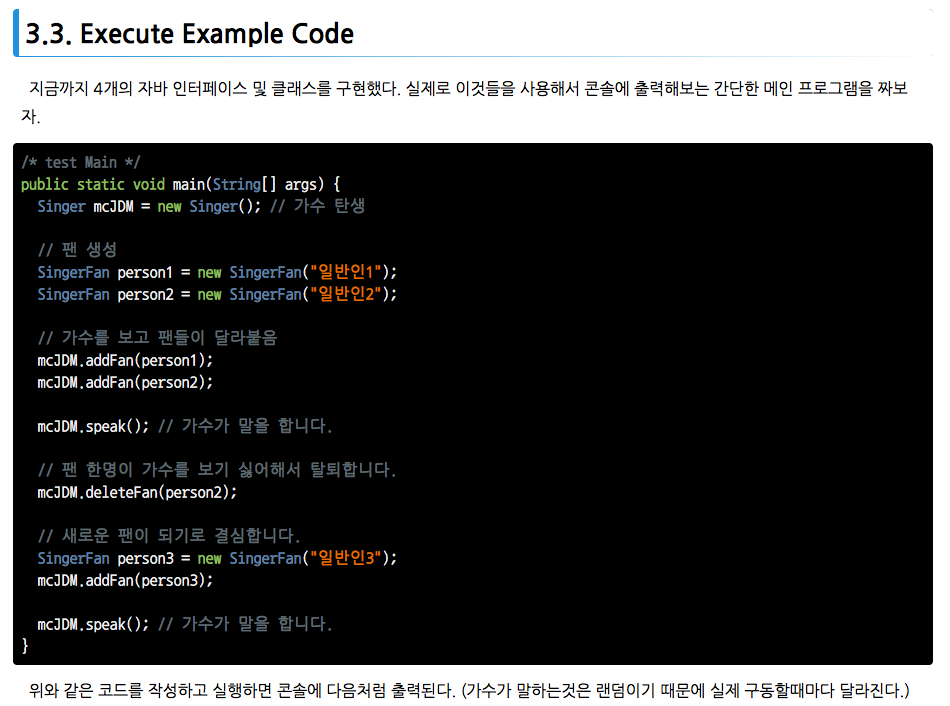 3.3. Execute Example Code
지금까지 4개의 자바 인터페이스 및 클래스를 구현했다. 실제로 이것들을 사용해서 콘솔에 출력해보는 간단한 메인 프로그램을 짜보
자.
/* test Main */
public static void main(String[] args) {
  Singer mcJDM = new Singer(); // 가수 탄생
  // 팬 생성
  SingerFan person1 = new SingerFan("일반인1");
  SingerFan person2 = new SingerFan("일반인2");
  // 가수를 보고 팬들이 달라붙음
  mcJDM.addFan(person1);
  mcJDM.addFan(person2);
  mcJDM.speak(); // 가수가 말을 합니다.
  // 팬 한명이 가수를 보기 싫어해서 탈퇴합니다.
  mcJDM.deleteFan(person2);
  // 새로운 팬이 되기로 결심합니다.
  SingerFan person3 = new SingerFan("일반인3");
  mcJDM.addFan(person3);
  mcJDM.speak(); // 가수가 말을 합니다.
}
위와 같은 코드를 작성하고 실행하면 콘솔에 다음처럼 출력된다. (가수가 말하는것은 랜덤이기 때문에 실제 구동할때마다 달라진다.)